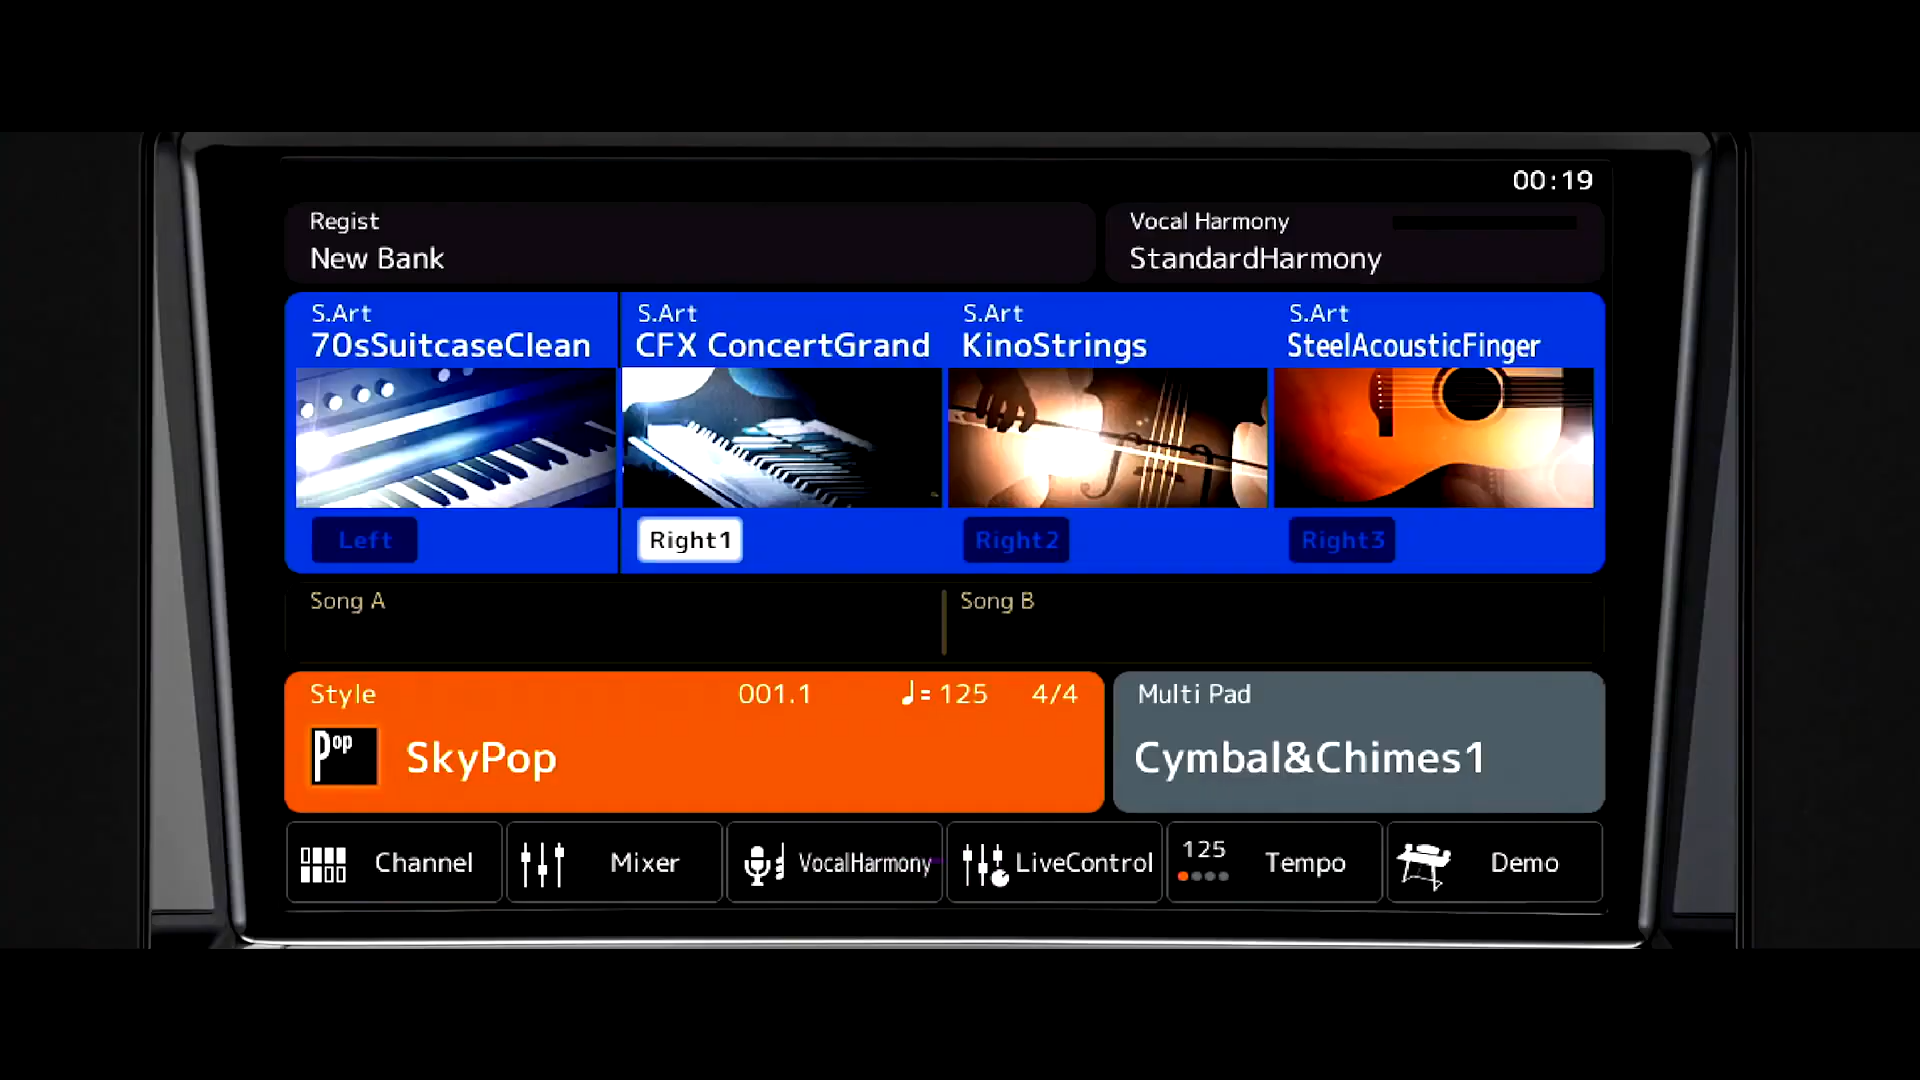 00:19
Regist
New Bank
Vocal Harmony
StandardHarmony
S.Art
70sSuitcaseClean
S.Art
CFX ConcertGrand
S.Art
KinoStrings
S.Art
SteelAcousticFinger
Left
Right1
Right2
Right3
Song A
Song B
Style
001.1
♩= 125
4/4
Pop
SkyPop
Multi Pad
Cymbal&Chimes1
Channel
Mixer
VocalHarmony
LiveControl
125
Tempo
Demo